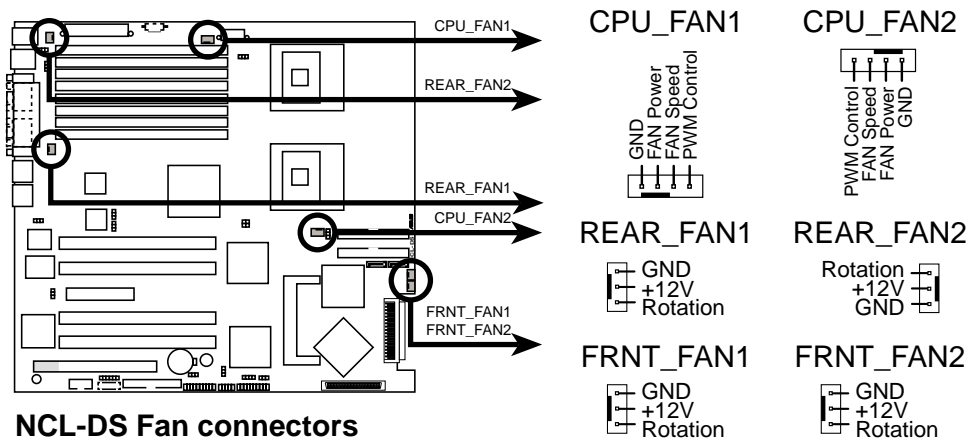 CPU_FAN1
REAR_FAN2
REAR_FAN1
CPU_FAN2
FRNT_FAN1
FRNT_FAN2
NCL-DS Fan connectors
CPU_FAN1
GND
FAN Power
FAN Speed
PWM Control
CPU_FAN2
PWM Control
FAN Speed
FAN Power
GND
REAR_FAN1
GND
+12V
Rotation
REAR_FAN2
Rotation
+12V
GND
FRNT_FAN1
GND
+12V
Rotation
FRNT_FAN2
GND
+12V
Rotation